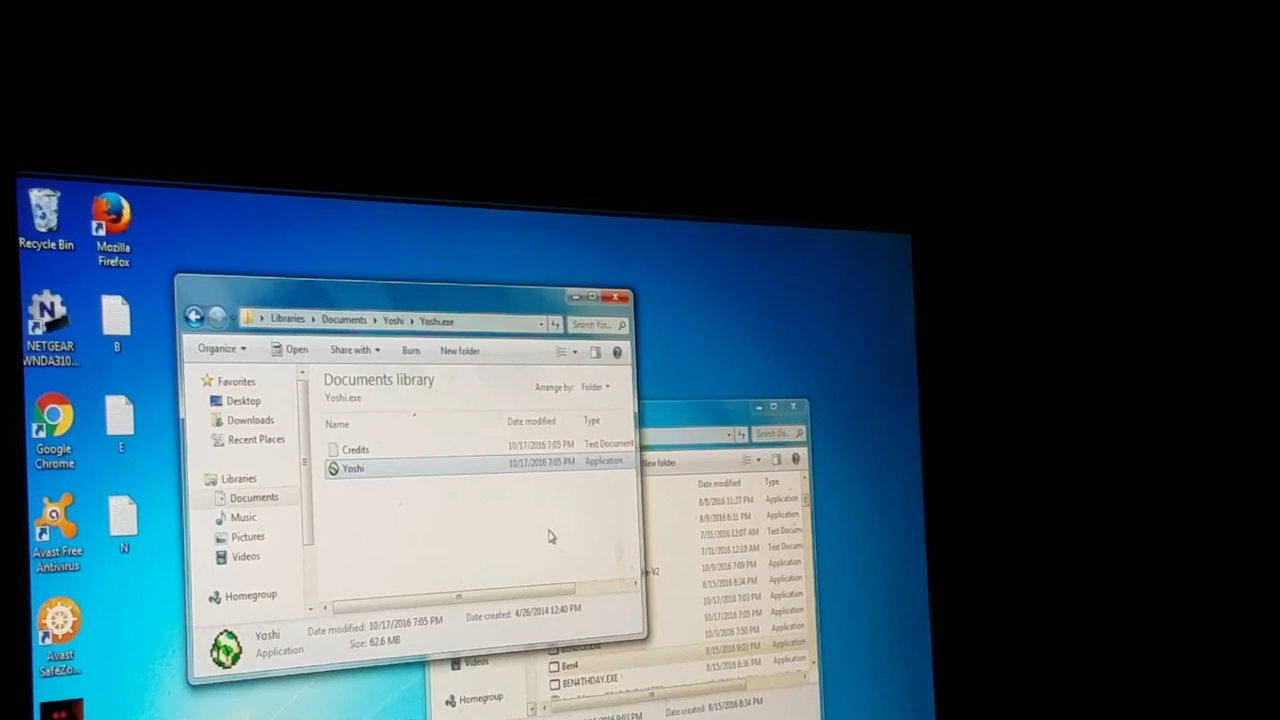 Recycle Bin
Mozilla
Firefox
NETGEAR
WNDA310...
B
Google
Chrome
E
Avast Free
Antivirus
N
Avast
SafeZo...
Libraries
Documents
Yoshi
Yoshi.exe
Search Yos...
Organize
Open
Share with
Burn
New folder
Favorites
Desktop
Downloads
Recent Places
Libraries
Documents
Music
Pictures
Videos
Homegroup
Documents library
Yoshi.exe
Arrange by: Folder
Name Date modified Type
Credits 10/17/2016 7:05 PM Text Document
Yoshi 10/17/2016 7:05 PM Application
Yoshi Date modified: 10/17/2016 7:05 PM Date created: 4/26/2014 12:40 PM
Application Size: 62.6 MB
Search Do...
New folder
Date modified Type
8/8/2016 11:27 PM Application
8/9/2016 6:31 PM Application
7/31/2016 12:07 AM Text Docum
7/31/2016 12:10 AM Text Docum
10/9/2016 7:09 PM Application
8/15/2016 8:34 PM Application
10/17/2016 7:03 PM Application
10/17/2016 7:05 PM Application
10/3/2016 7:50 PM Application
8/15/2016 9:03 PM Application
Ben4 8/15/2016 8:36 PM Application
BEN4THDAY.EXE
Videos
Homegroup
9:03 PM Date created: 8/15/2016 8:34 PM